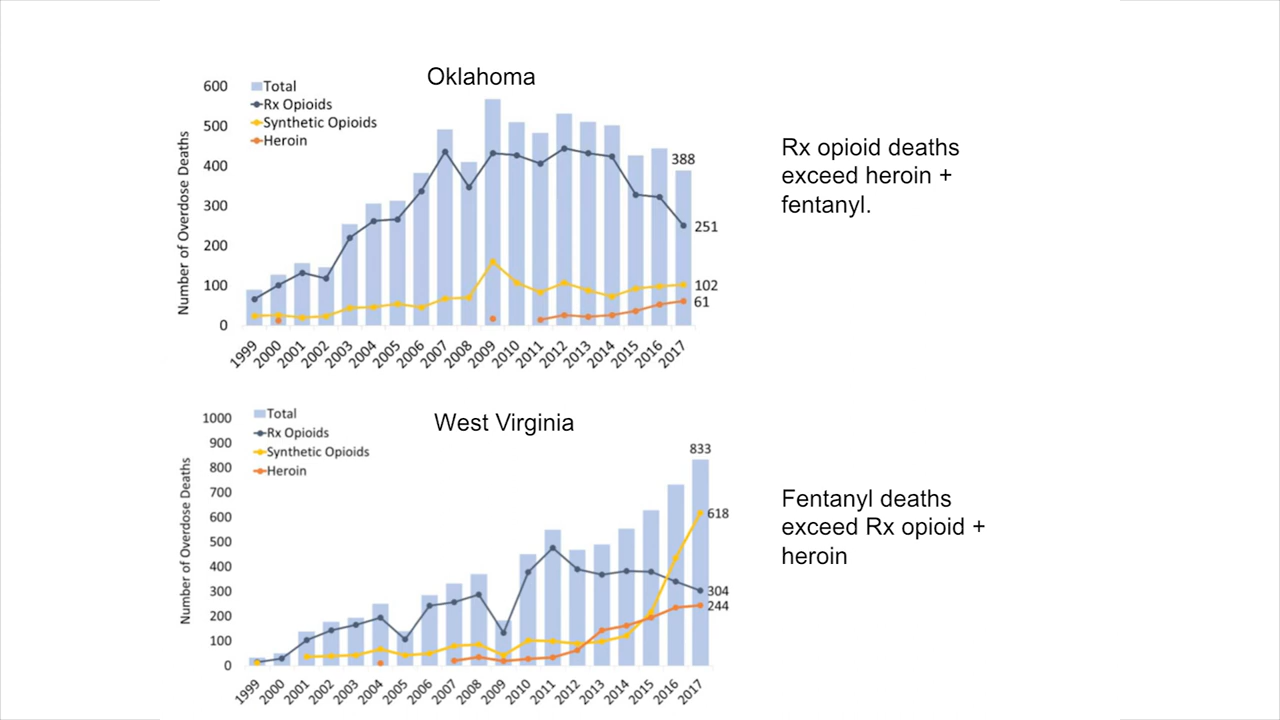 Oklahoma
600
500
400
300
200
100
0
Number of Overdose Deaths
Total
Rx Opioids
Synthetic Opioids
Heroin
388
251
102
61
1999 2000 2001 2002 2003 2004 2005 2006 2007 2008 2009 2010 2011 2012 2013 2014 2015 2016 2017
Rx opioid deaths
exceed heroin +
fentanyl.
West Virginia
1000
900
800
700
600
500
400
300
200
100
0
Number of Overdose Deaths
Total
Rx Opioids
Synthetic Opioids
Heroin
833
618
304
244
1999 2000 2001 2002 2003 2004 2005 2006 2007 2008 2009 2010 2011 2012 2013 2014 2015 2016 2017
Fentanyl deaths
exceed Rx opioid +
heroin